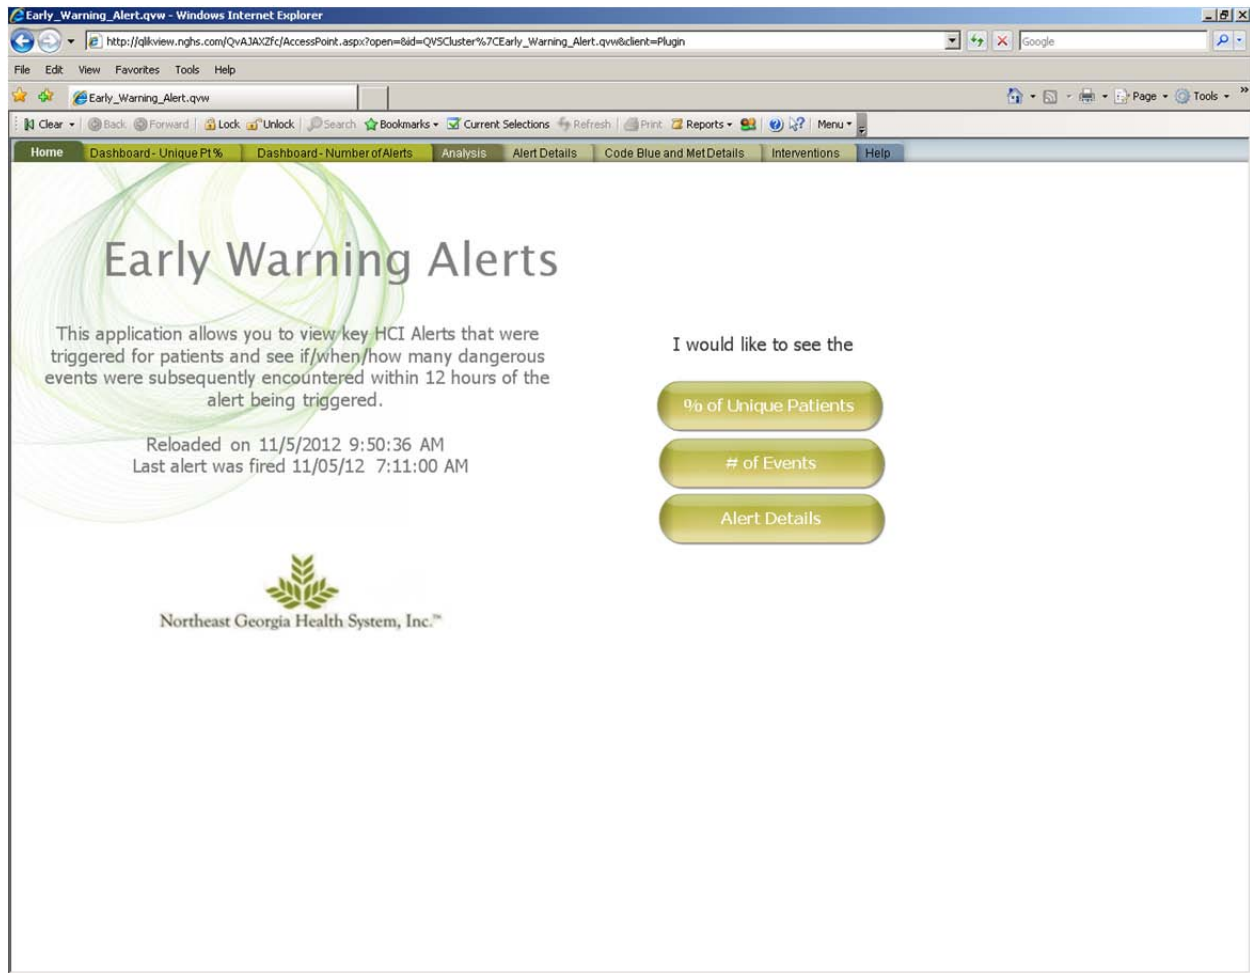 Early_Warning_Alert.qvw - Windows Internet Explorer
http://qlikview.nghs.com/QvAJAXZfc/AccessPoint.aspx?open=&id=QVSCluster%7CEarly_Warning_Alert.qvw&client=Plugin
Google
File Edit View Favorites Tools Help
Early_Warning_Alert.qvw
Page Tools
Clear Back Forward Lock Unlock Search Bookmarks Current Selections Refresh Print Reports Menu
Home Dashboard - Unique Pt % Dashboard - Number of Alerts Analysis Alert Details Code Blue and Met Details Interventions Help
Early Warning Alerts
This application allows you to view key HCI Alerts that were
triggered for patients and see if/when/how many dangerous
events were subsequently encountered within 12 hours of the
alert being triggered.
Reloaded on 11/5/2012 9:50:36 AM
Last alert was fired 11/05/12 7:11:00 AM
Northeast Georgia Health System, Inc.™
I would like to see the
% of Unique Patients
# of Events
Alert Details